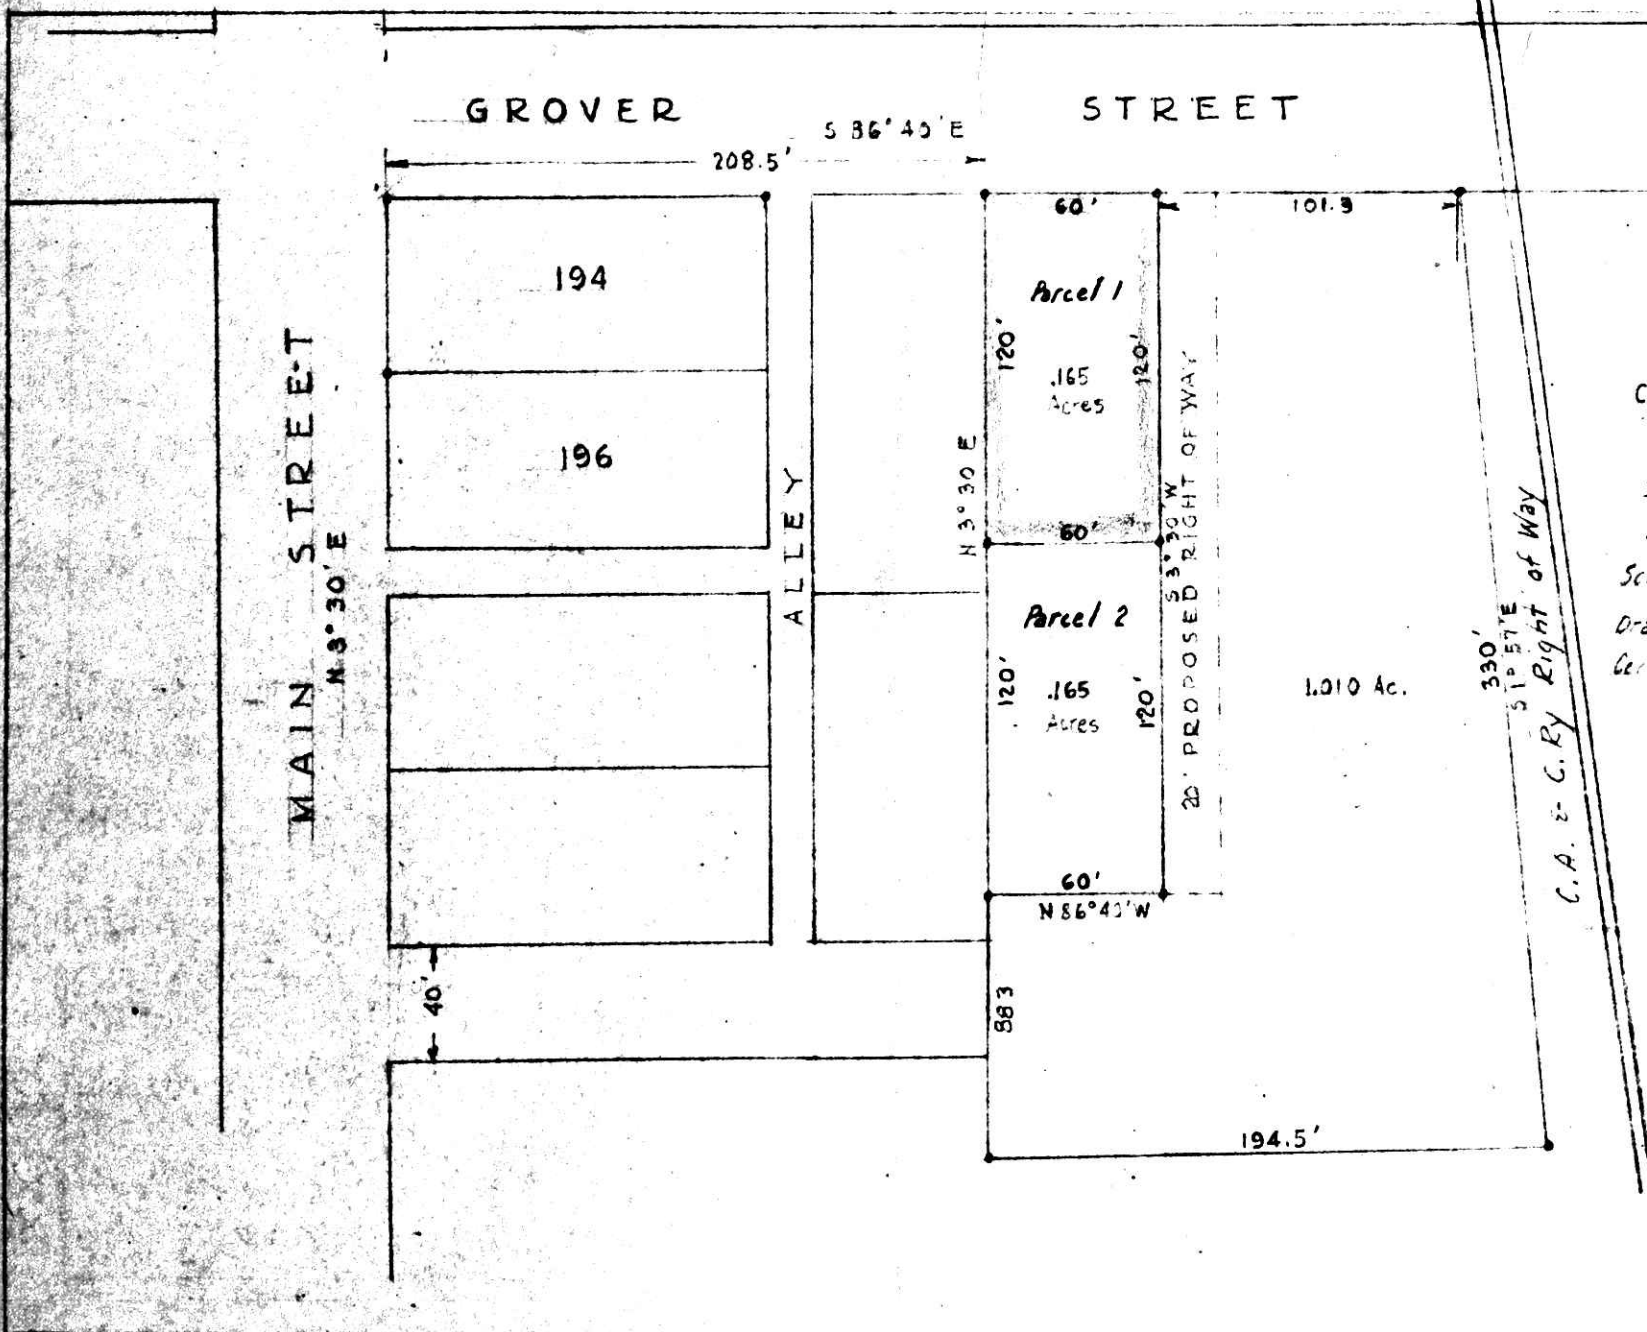 GROVER STREET
S 86° 40' E
208.5'
60'
101.3
194
Parcel 1
120'
.165
Acres
120'
196
MAIN STREET
N 3° 30' E
ALLEY
N 3° 30 E
60'
S 3° 30 W
20' PROPOSED RIGHT OF WAY
Parcel 2
120'
.165
Acres
120'
1.010 Ac.
330'
S 1° 57' E
C.A. & C. Ry Right of Way
60'
N 86° 40' W
40'
883
194.5'